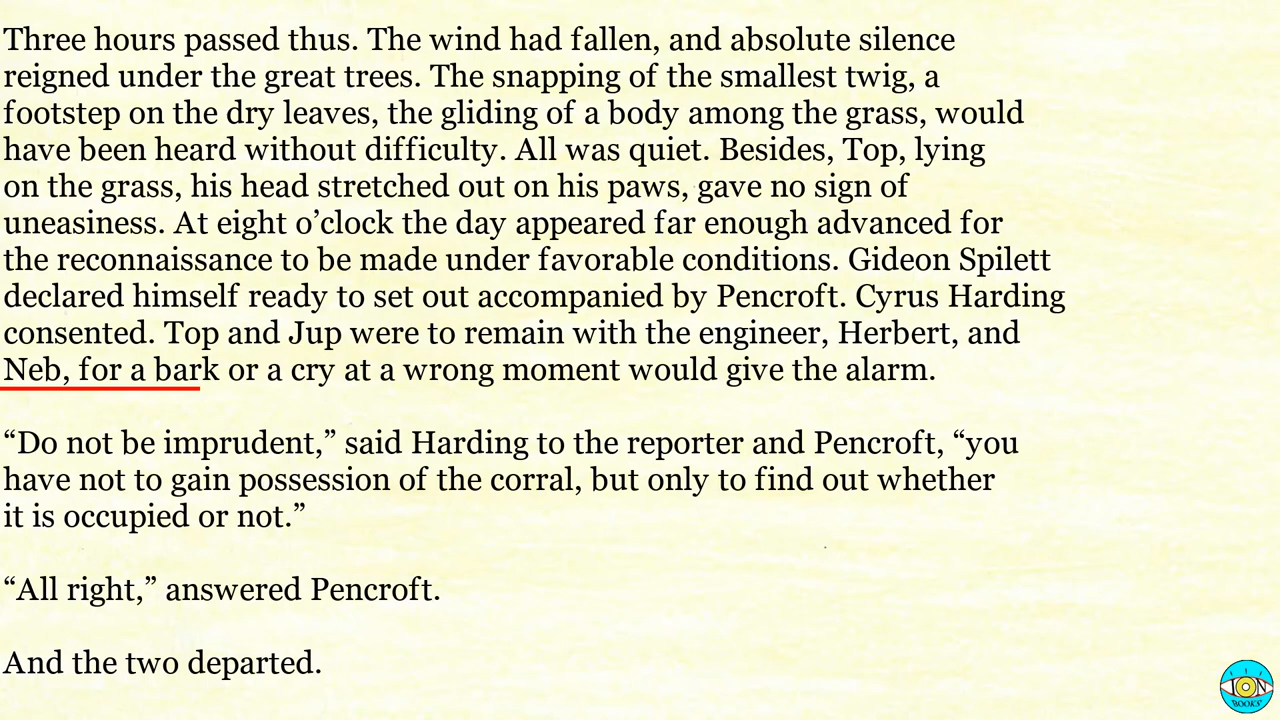 Three hours passed thus. The wind had fallen, and absolute silence
reigned under the great trees. The snapping of the smallest twig, a
footstep on the dry leaves, the gliding of a body among the grass, would
have been heard without difficulty. All was quiet. Besides, Top, lying
on the grass, his head stretched out on his paws, gave no sign of
uneasiness. At eight o’clock the day appeared far enough advanced for
the reconnaissance to be made under favorable conditions. Gideon Spilett
declared himself ready to set out accompanied by Pencroft. Cyrus Harding
consented. Top and Jup were to remain with the engineer, Herbert, and
Neb, for a bark or a cry at a wrong moment would give the alarm.
“Do not be imprudent,” said Harding to the reporter and Pencroft, “you
have not to gain possession of the corral, but only to find out whether
it is occupied or not.”
“All right,” answered Pencroft.
And the two departed.
ION
BOOKS